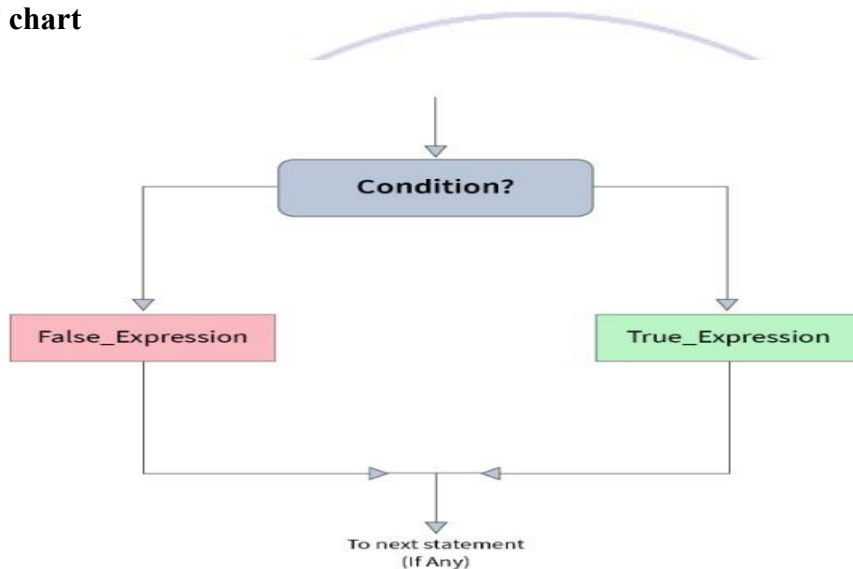 chart
Condition?
False_Expression
True_Expression
To next statement
(If Any)